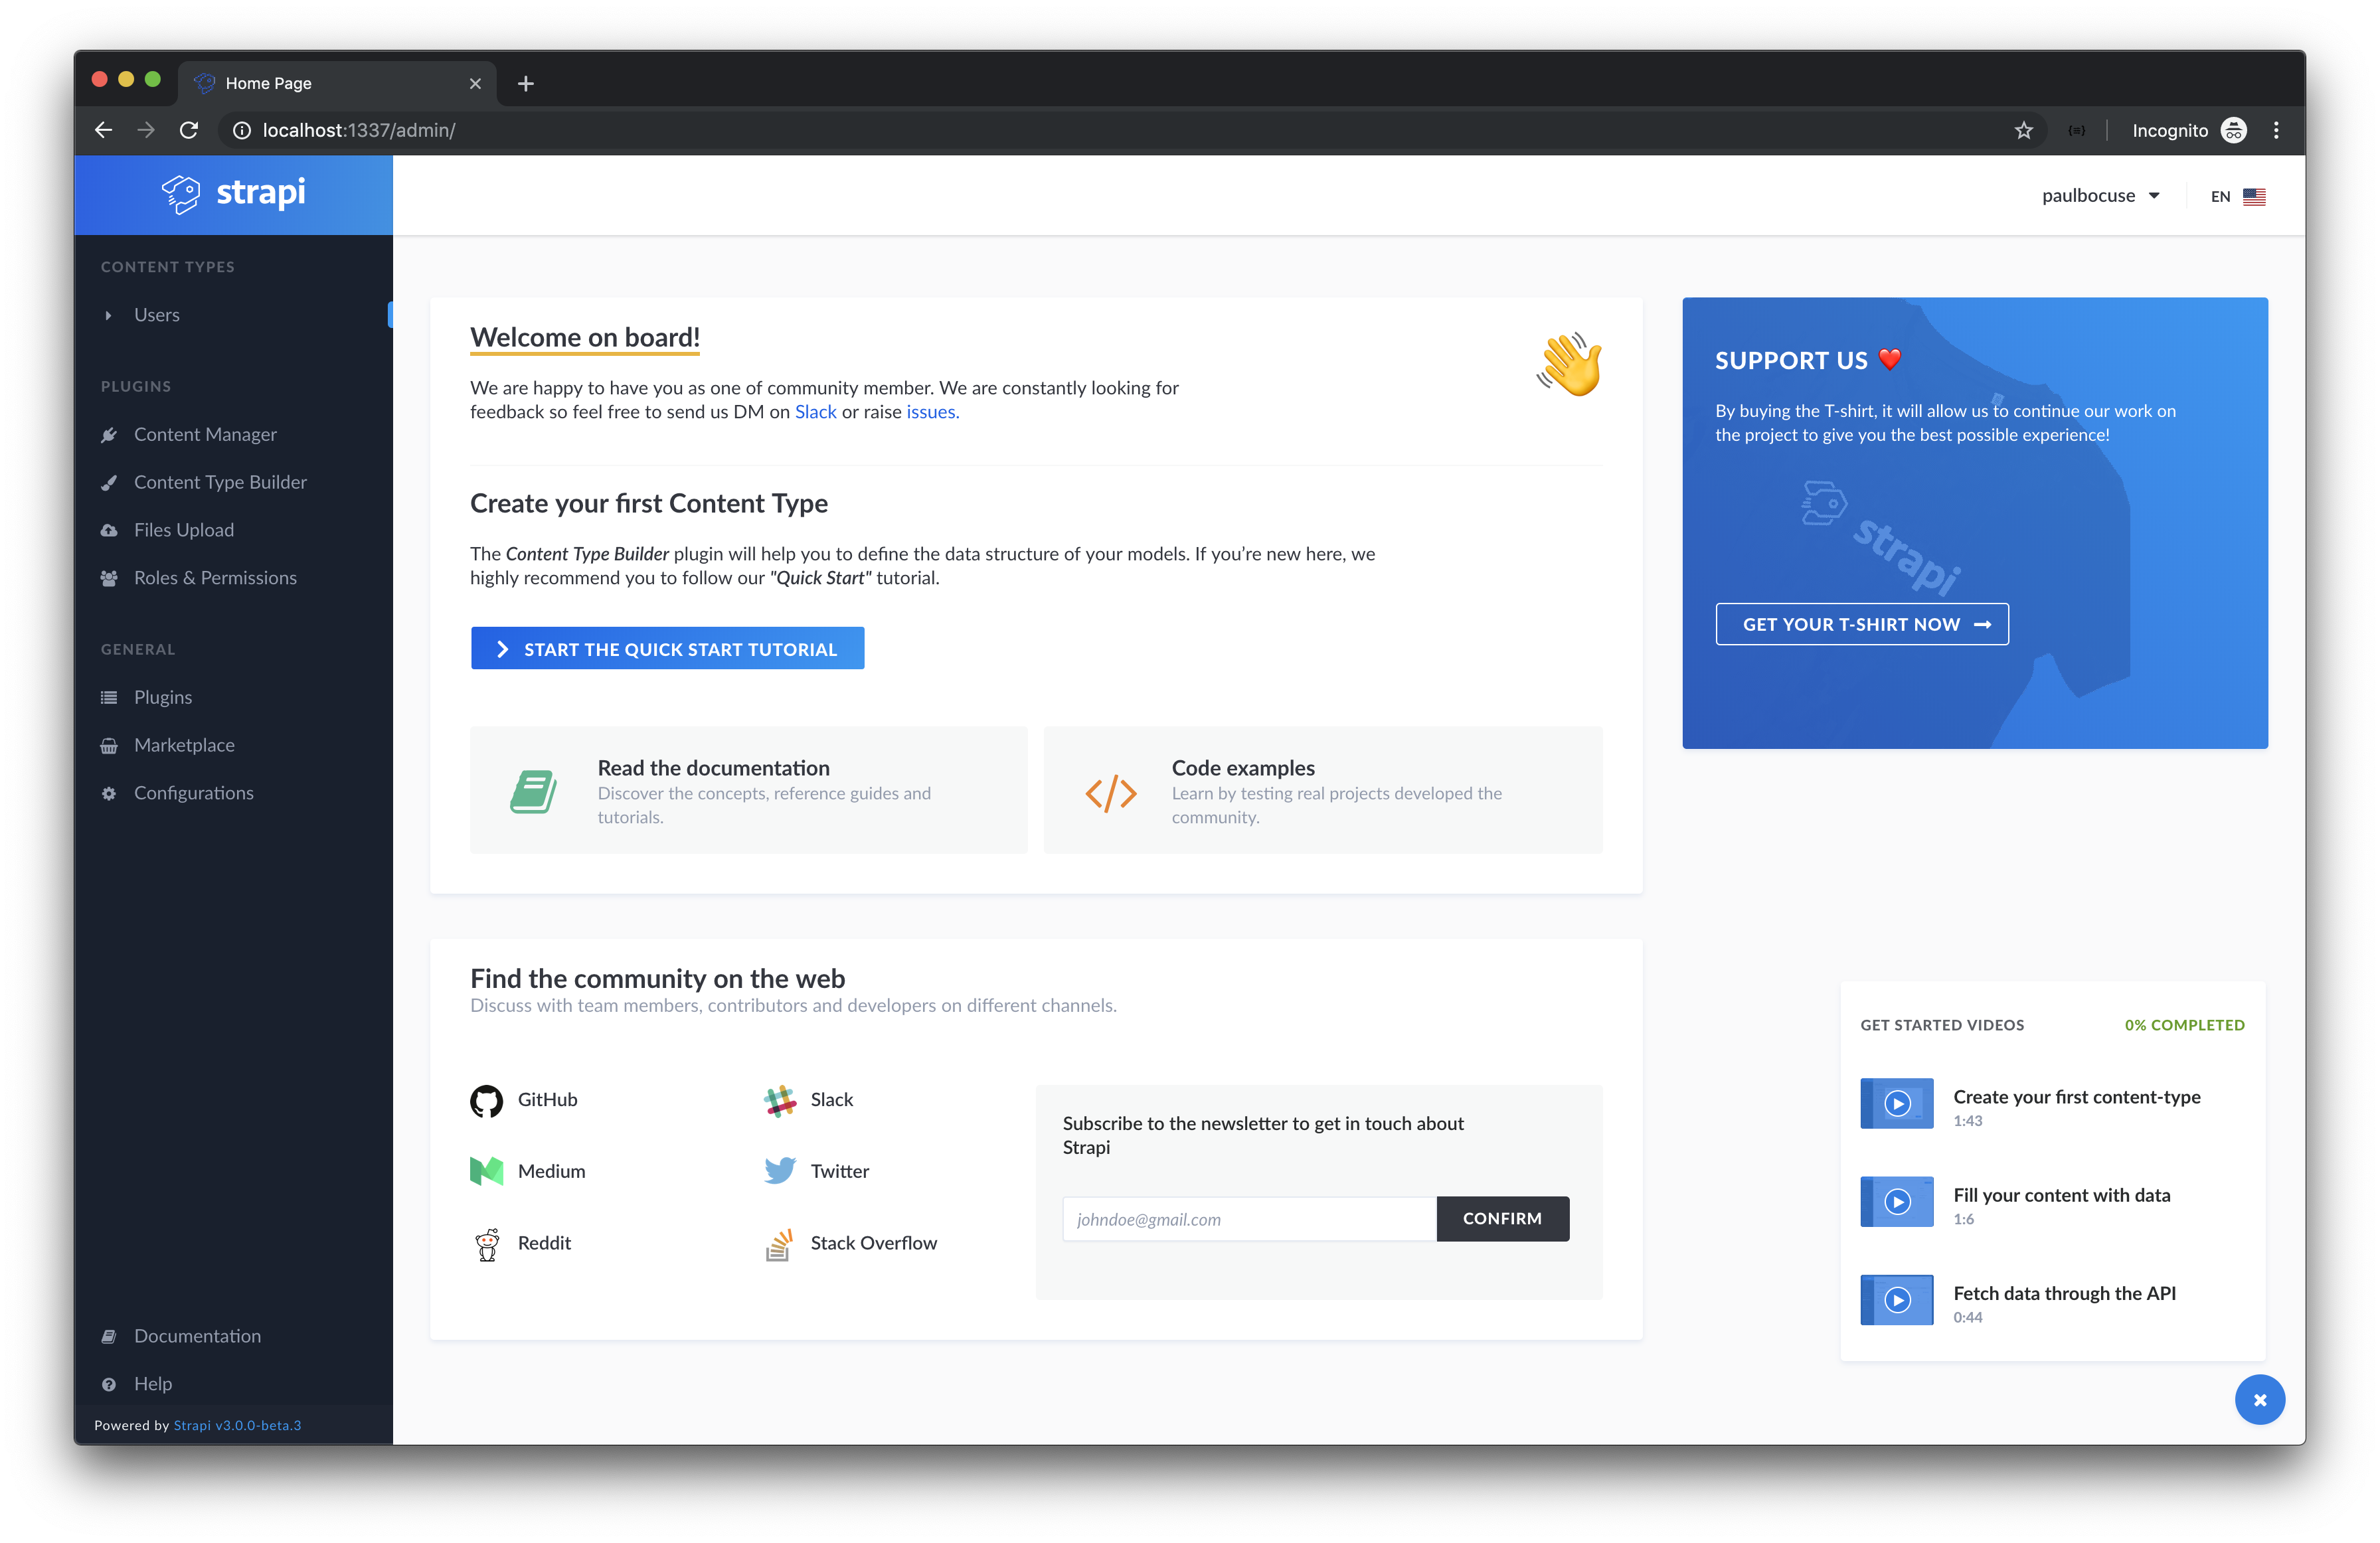 Home Page
localhost:1337/admin/
Incognito
strapi
paulbocuse
EN
CONTENT TYPES
Users
PLUGINS
Content Manager
Content Type Builder
Files Upload
Roles & Permissions
GENERAL
Plugins
Marketplace
Configurations
Documentation
Help
Powered by Strapi v3.0.0-beta.3
Welcome on board!
We are happy to have you as one of community member. We are constantly looking for
feedback so feel free to send us DM on Slack or raise issues.
Create your first Content Type
The Content Type Builder plugin will help you to define the data structure of your models. If you’re new here, we
highly recommend you to follow our "Quick Start" tutorial.
START THE QUICK START TUTORIAL
Read the documentation
Discover the concepts, reference guides and
tutorials.
Code examples
Learn by testing real projects developed the
community.
SUPPORT US
By buying the T-shirt, it will allow us to continue our work on
the project to give you the best possible experience!
strapi
GET YOUR T-SHIRT NOW
Find the community on the web
Discuss with team members, contributors and developers on different channels.
GitHub
Slack
Medium
Twitter
Reddit
Stack Overflow
Subscribe to the newsletter to get in touch about
Strapi
johndoe@gmail.com
CONFIRM
GET STARTED VIDEOS
0% COMPLETED
Create your first content-type
1:43
Fill your content with data
1:6
Fetch data through the API
0:44